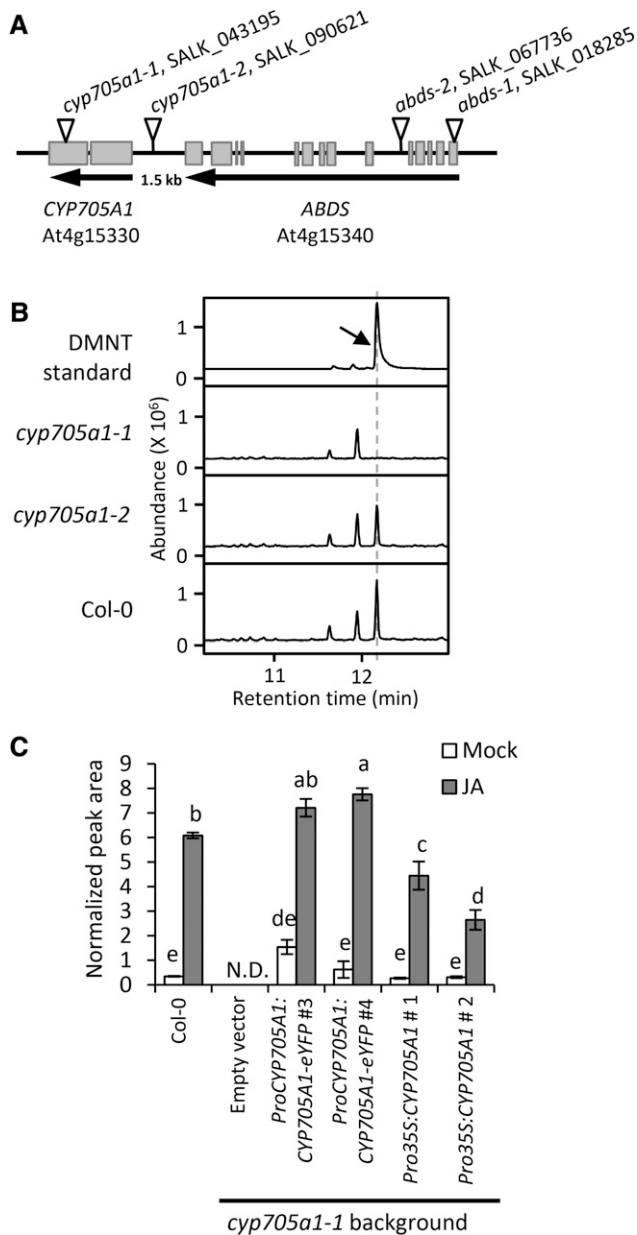 A
cyp705a1-1, SALK_043195
cyp705a1-2, SALK_090621
abds-2, SALK_067736
abds-1, SALK_018285
1.5 kb
CYP705A1
At4g15330
ABDS
At4g15340
B
DMNT
standard
cyp705a1-1
cyp705a1-2
Col-0
Abundance (X 10⁶)
1
0
1
0
1
0
1
0
11
12
Retention time (min)
C
Mock
JA
Normalized peak area
9
8
7
6
5
4
3
2
1
0
e
b
N.D.
de
ab
e
a
e
c
e
d
Col-0
Empty vector
ProCYP705A1:
CYP705A1-eYFP #3
ProCYP705A1:
CYP705A1-eYFP #4
Pro35S:CYP705A1 # 1
Pro35S:CYP705A1 # 2
cyp705a1-1 background